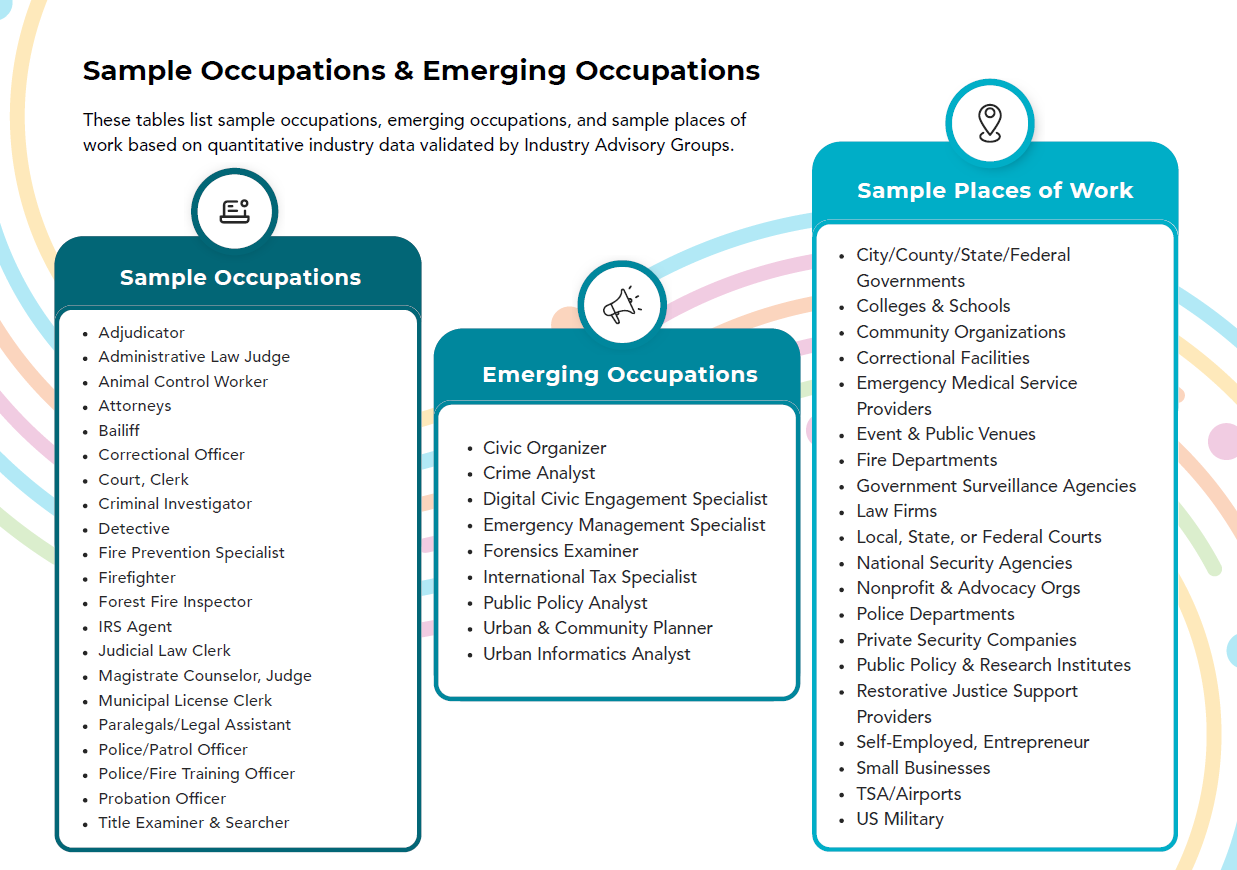 Sample Occupations & Emerging Occupations
These tables list sample occupations, emerging occupations, and sample places of
work based on quantitative industry data validated by Industry Advisory Groups.
Sample Occupations
• Adjudicator
• Administrative Law Judge
• Animal Control Worker
• Attorneys
• Bailiff
• Correctional Officer
• Court, Clerk
• Criminal Investigator
• Detective
• Fire Prevention Specialist
• Firefighter
• Forest Fire Inspector
• IRS Agent
• Judicial Law Clerk
• Magistrate Counselor, Judge
• Municipal License Clerk
• Paralegals/Legal Assistant
• Police/Patrol Officer
• Police/Fire Training Officer
• Probation Officer
• Title Examiner & Searcher
Emerging Occupations
• Civic Organizer
• Crime Analyst
• Digital Civic Engagement Specialist
• Emergency Management Specialist
• Forensics Examiner
• International Tax Specialist
• Public Policy Analyst
• Urban & Community Planner
• Urban Informatics Analyst
Sample Places of Work
• City/County/State/Federal
Governments
• Colleges & Schools
• Community Organizations
• Correctional Facilities
• Emergency Medical Service
Providers
• Event & Public Venues
• Fire Departments
• Government Surveillance Agencies
• Law Firms
• Local, State, or Federal Courts
• National Security Agencies
• Nonprofit & Advocacy Orgs
• Police Departments
• Private Security Companies
• Public Policy & Research Institutes
• Restorative Justice Support
Providers
• Self-Employed, Entrepreneur
• Small Businesses
• TSA/Airports
• US Military